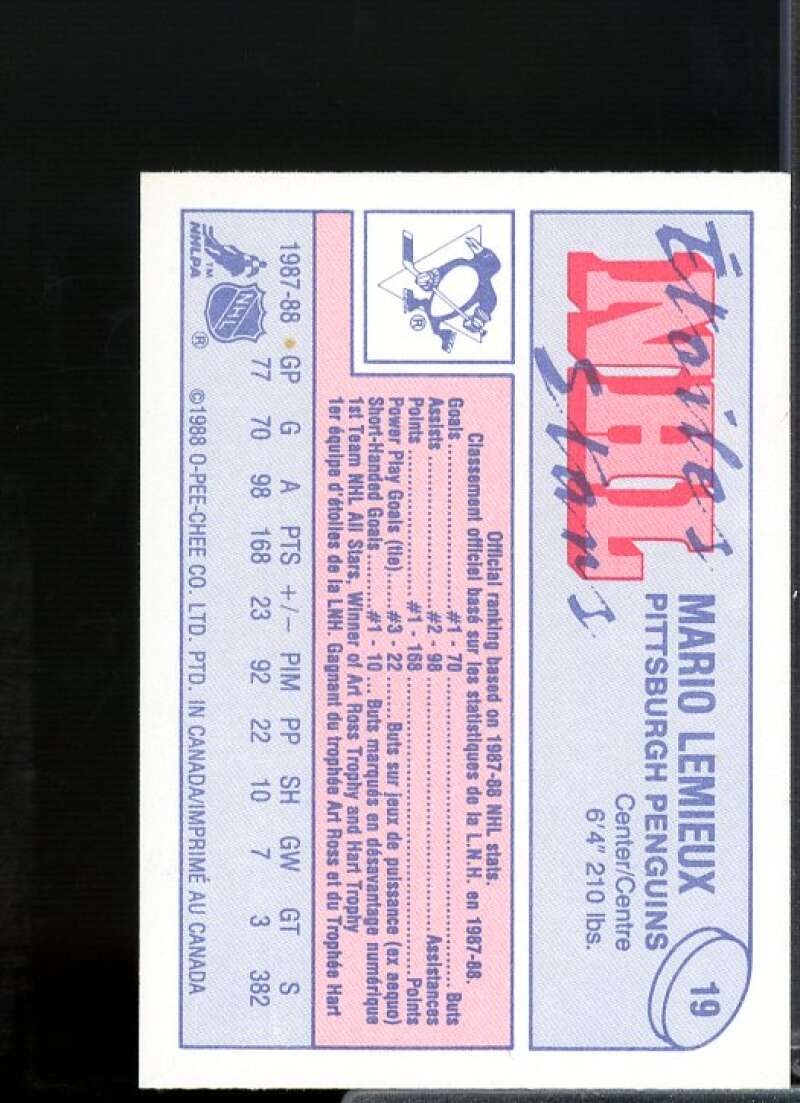 Étoiles
NHL
Stars
MARIO LEMIEUX
PITTSBURGH PENGUINS
Center/Centre
6'4" 210 lbs.
19
®
Official ranking based on 1987-88 NHL stats.
Classement officiel basé sur les statistiques de la L.N.H. en 1987-88.
Goals ........ #1 - 70 ........ Buts
Assists ........ #2 - 98 ........ Assistances
Points ........ #1 - 168 ........ Points
Power Play Goals (tie) .... #3 - 22 .... Buts sur jeux de puissance (ex aequo)
Short-Handed Goals ........ #1 - 10 ... Buts marqués en désavantage numérique
1st Team NHL All Stars, Winner of Art Ross Trophy and Hart Trophy
1er équipe d'étoiles de la LNH. Gagnant du trophée Art Ross et du Trophée Hart
1987-88 GP G A PTS +/− PIM PP SH GW GT S
77 70 98 168 23 92 22 10 7 3 382
NHLPA ™ NHL ®
©1988 O-PEE-CHEE CO. LTD. PTD. IN CANADA/IMPRIMÉ AU CANADA